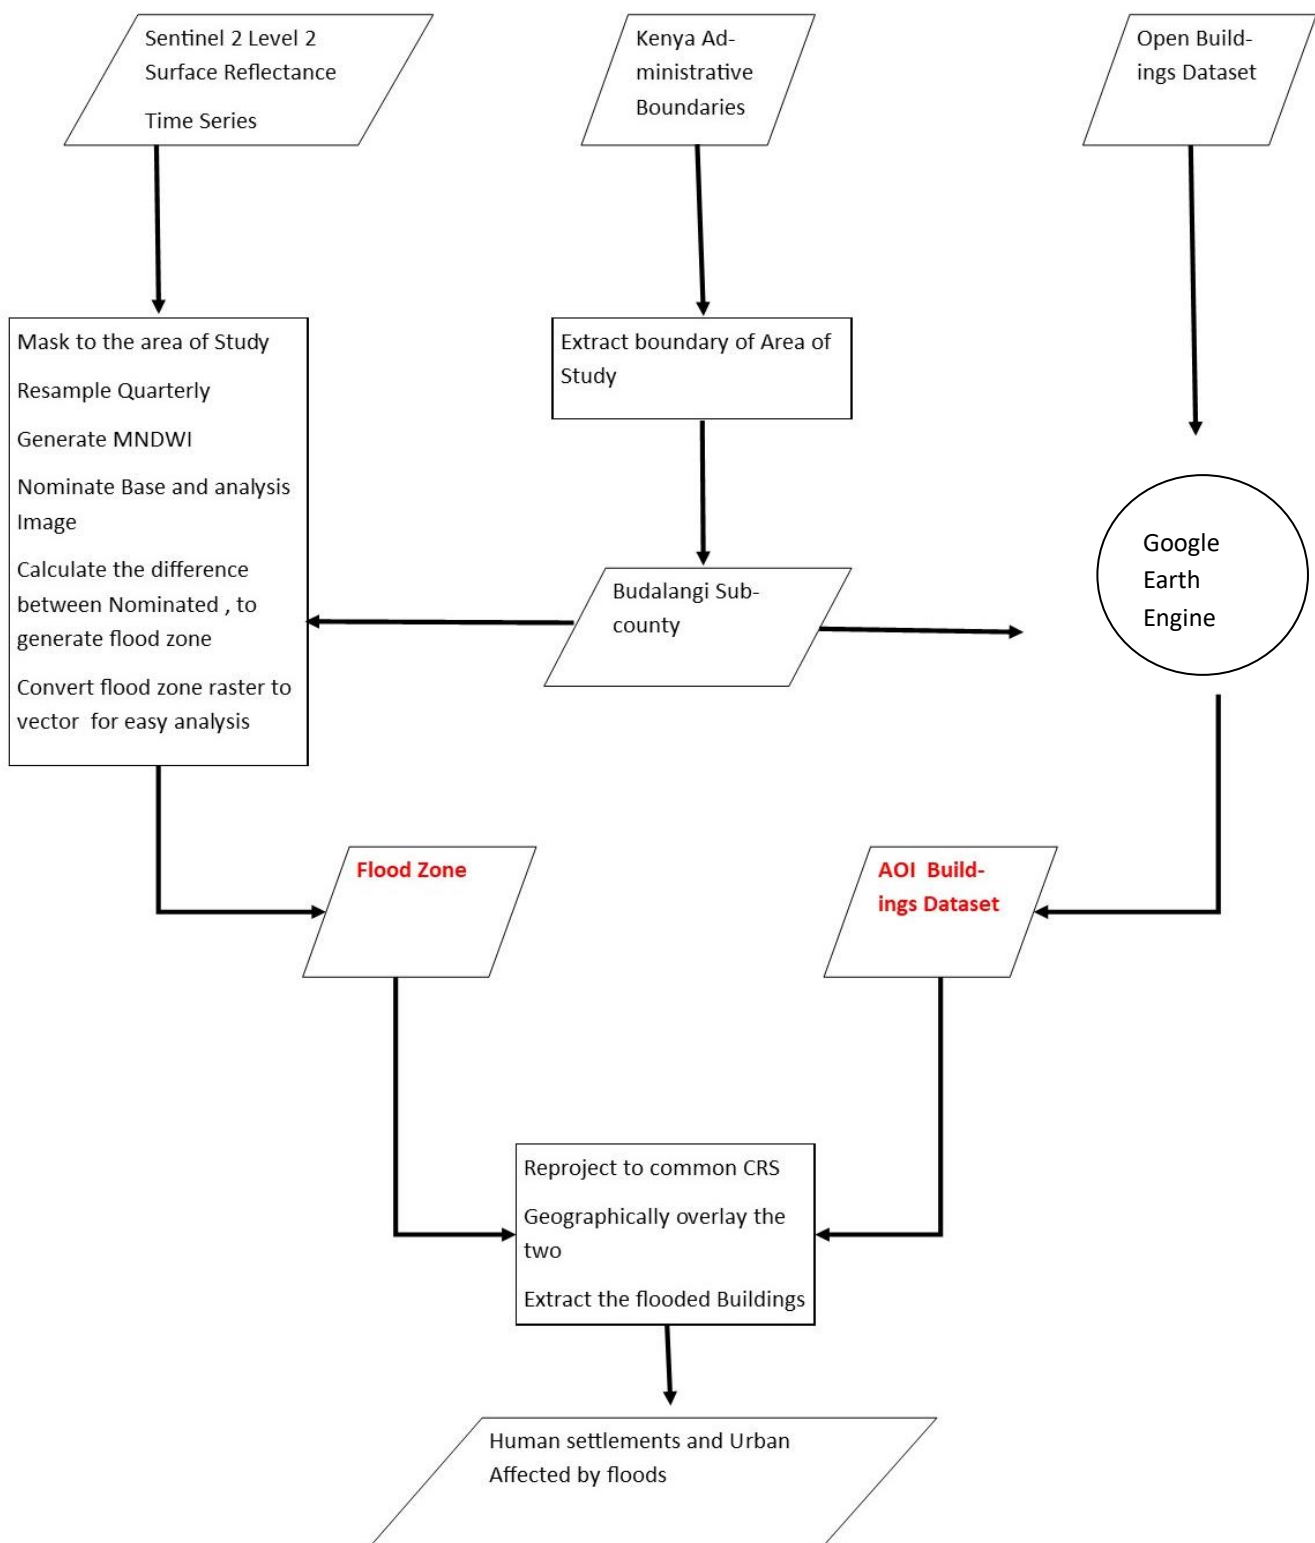 Sentinel 2 Level 2
Surface Reflectance
Time Series
Kenya Ad-
ministrative
Boundaries
Open Build-
ings Dataset
Mask to the area of Study
Resample Quarterly
Generate MNDWI
Nominate Base and analysis
Image
Calculate the difference
between Nominated , to
generate flood zone
Convert flood zone raster to
vector  for easy analysis
Extract boundary of Area of
Study
Budalangi Sub-
county
Google
Earth
Engine
Flood Zone
AOI  Build-
ings Dataset
Reproject to common CRS
Geographically overlay the
two
Extract the flooded Buildings
Human settlements and Urban
Affected by floods